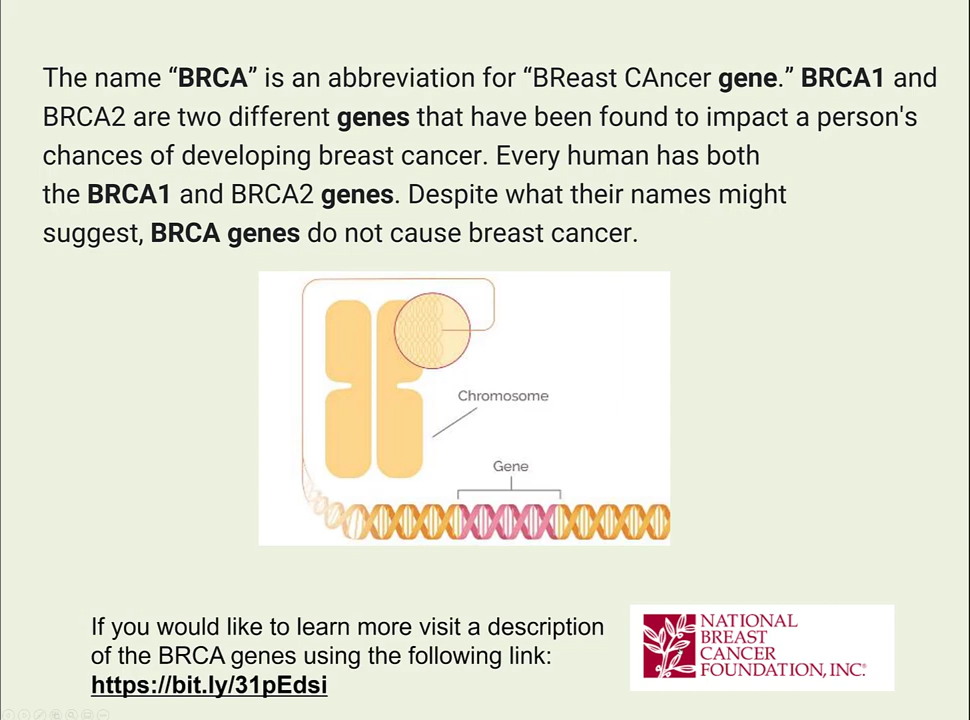 The name “BRCA” is an abbreviation for “BReast CAncer gene.” BRCA1 and
BRCA2 are two different genes that have been found to impact a person's
chances of developing breast cancer. Every human has both
the BRCA1 and BRCA2 genes. Despite what their names might
suggest, BRCA genes do not cause breast cancer.
Chromosome
Gene
If you would like to learn more visit a description
of the BRCA genes using the following link:
https://bit.ly/31pEdsi
NATIONAL
BREAST
CANCER
FOUNDATION, INC.®